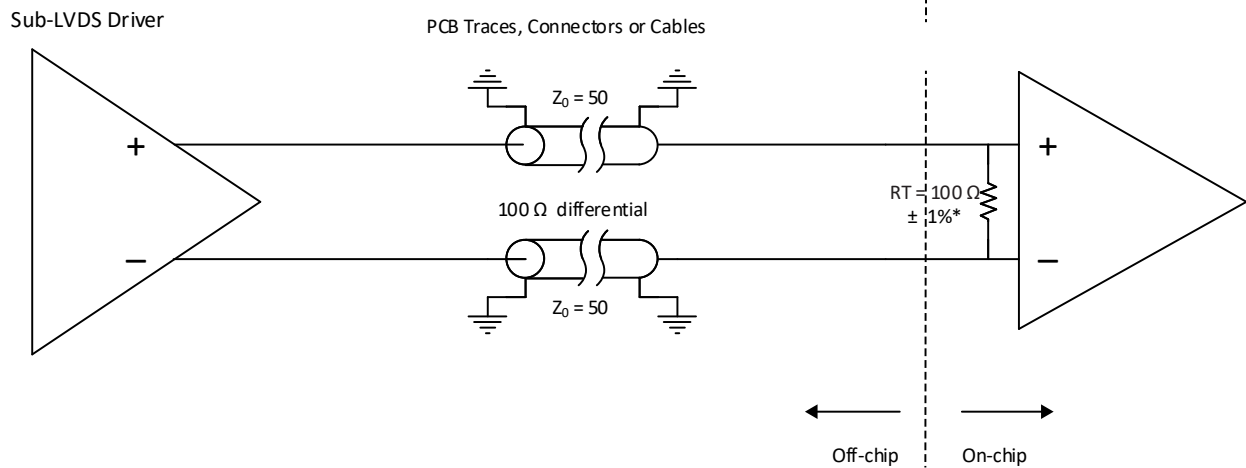 Sub-LVDS Driver
PCB Traces, Connectors or Cables
Z₀ = 50
+
+
RT = 100 Ω
± 1%*
100 Ω differential
−
−
Z₀ = 50
Off-chip
On-chip